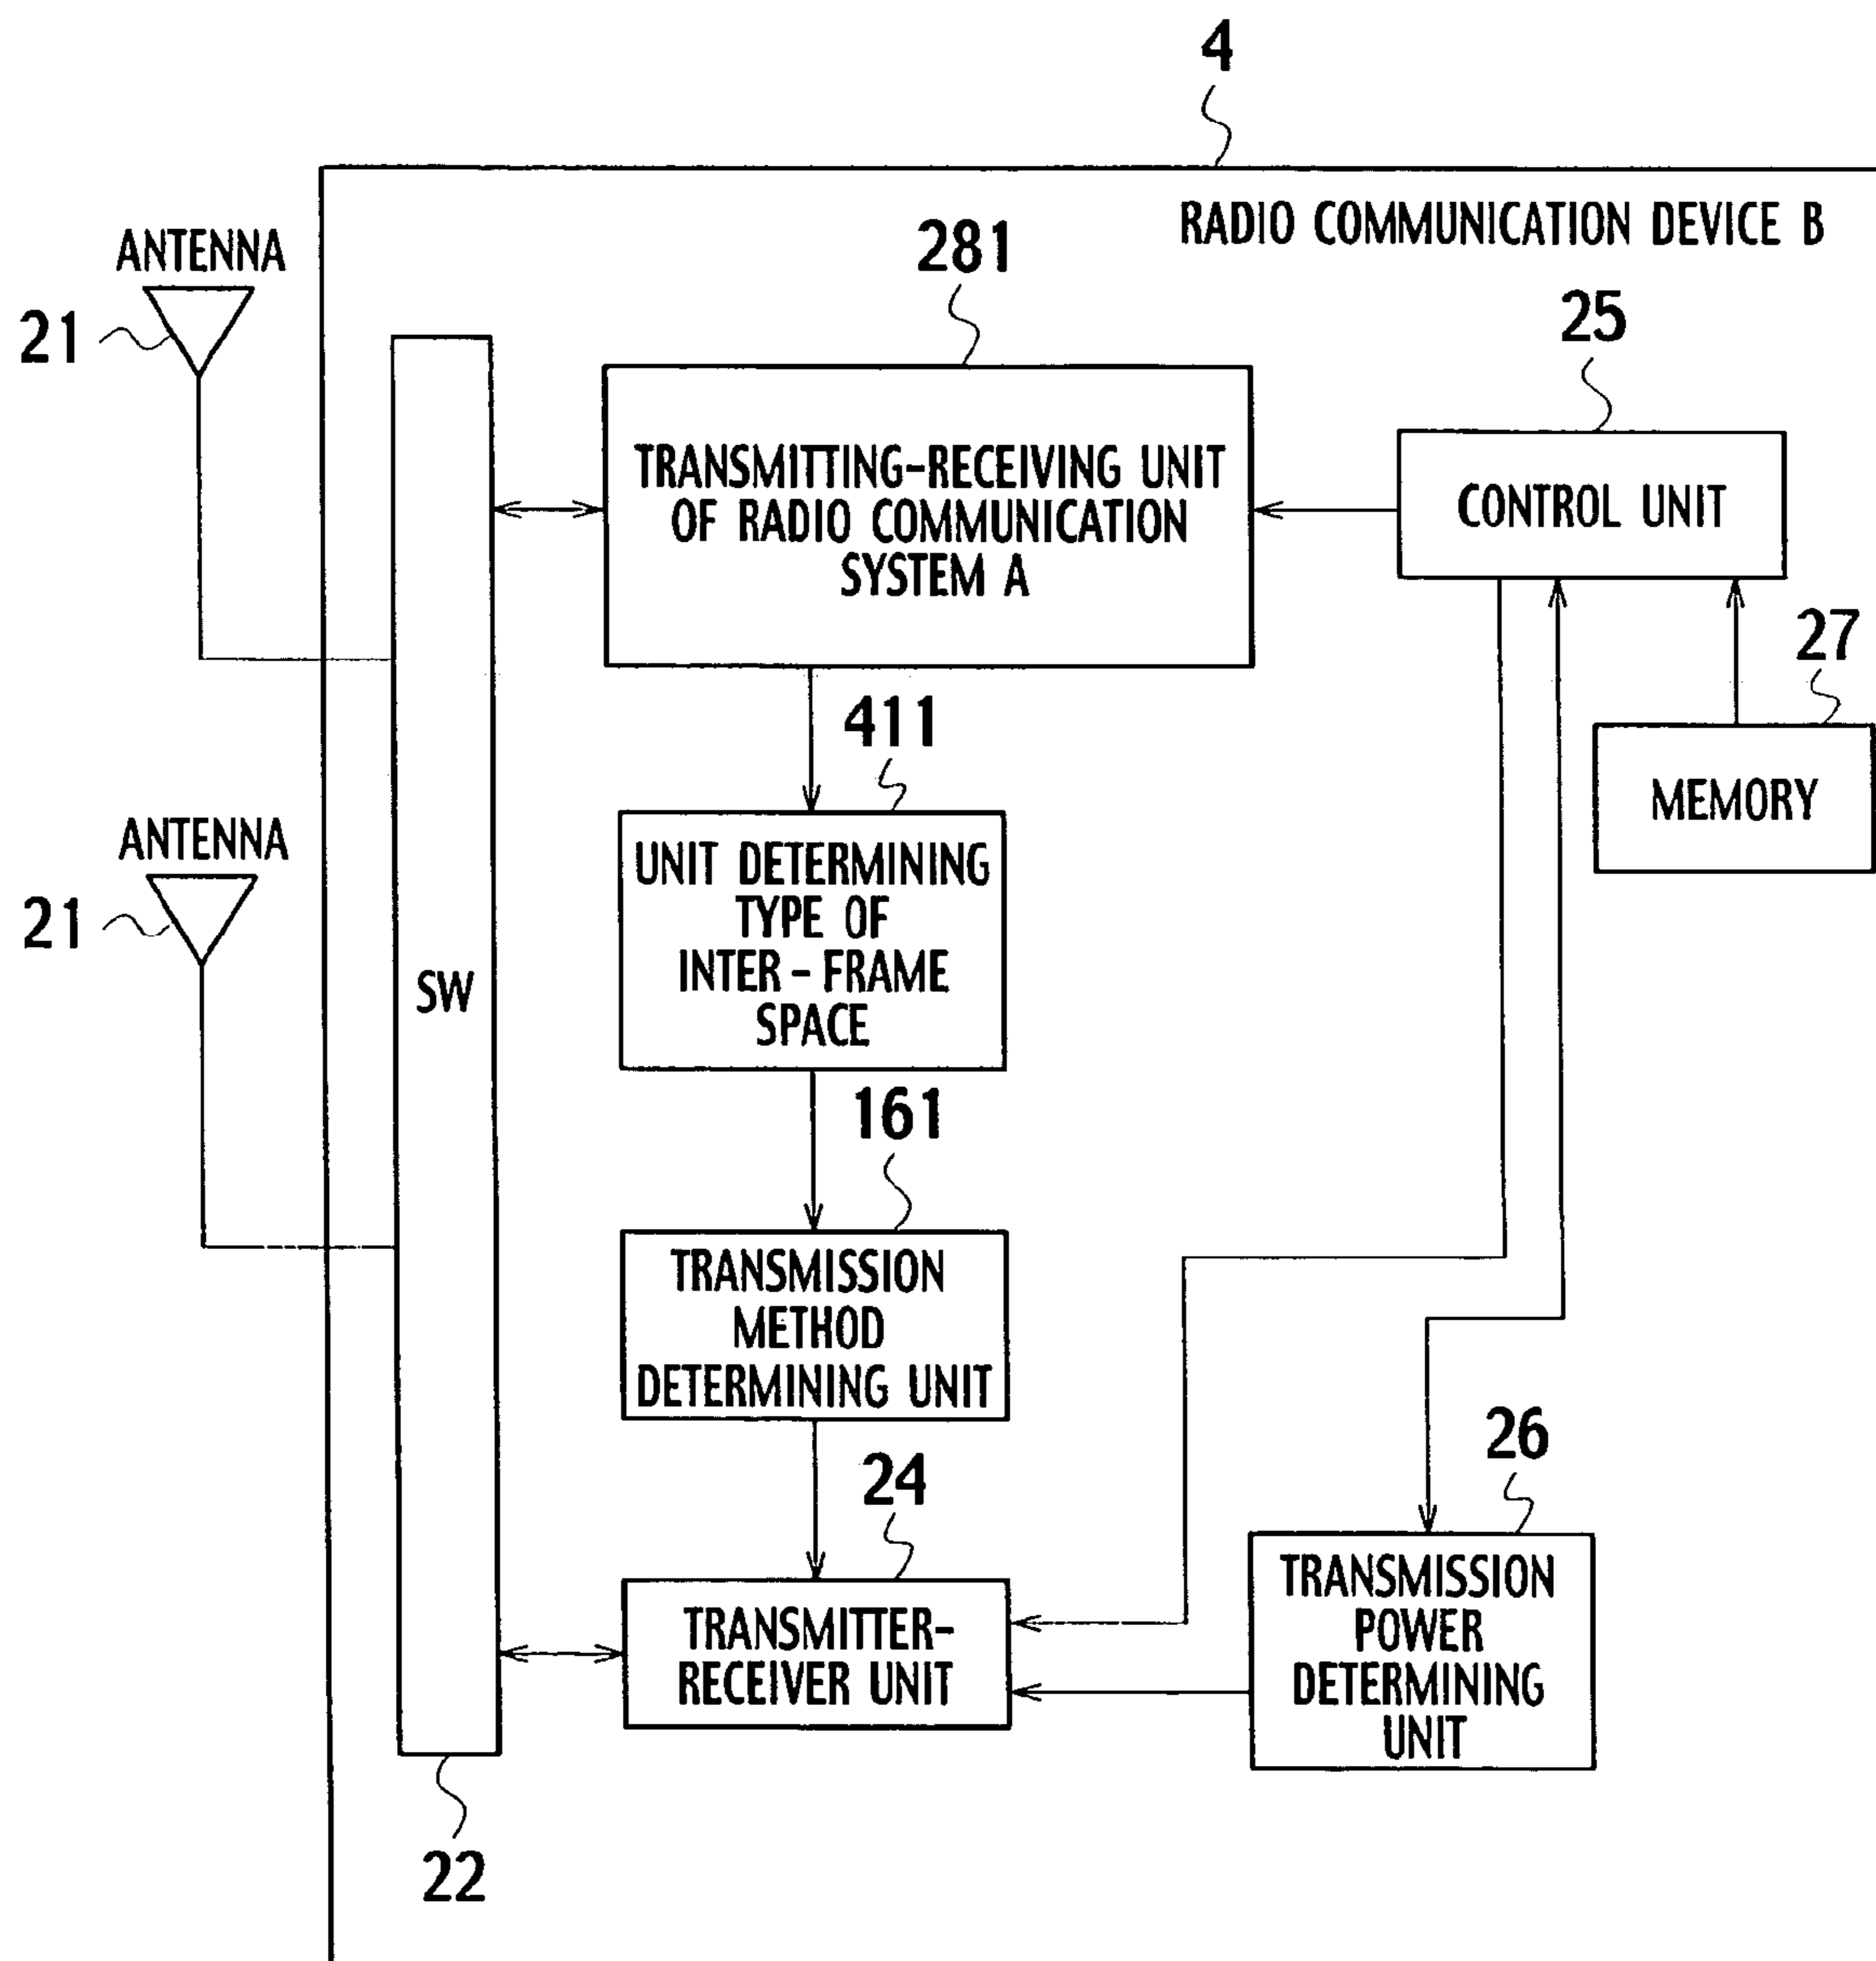 4
RADIO COMMUNICATION DEVICE B
ANTENNA
21
281
25
TRANSMITTING-RECEIVING UNIT
OF RADIO COMMUNICATION
SYSTEM A
CONTROL UNIT
27
MEMORY
411
ANTENNA
21
UNIT DETERMINING
TYPE OF
INTER-FRAME
SPACE
SW
161
TRANSMISSION
METHOD
DETERMINING UNIT
24
26
TRANSMITTER-
RECEIVER UNIT
TRANSMISSION
POWER
DETERMINING
UNIT
22